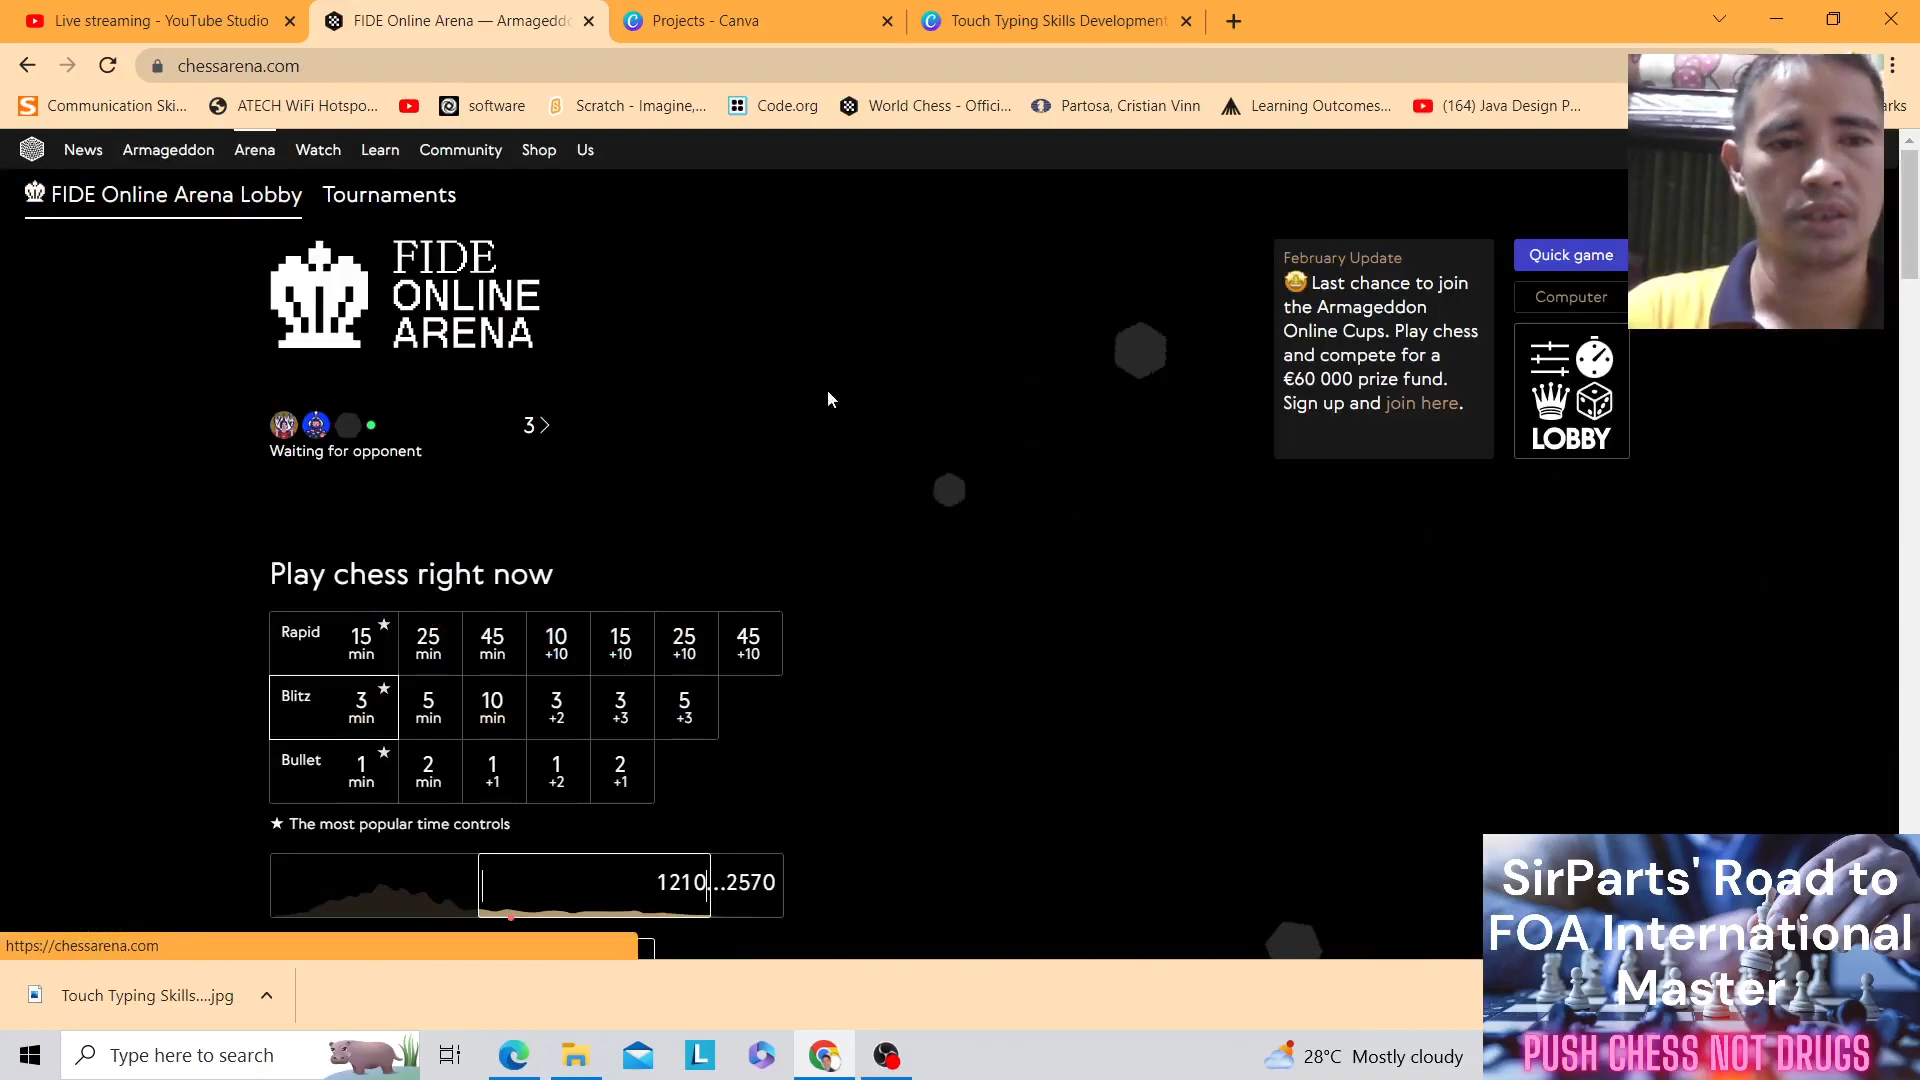 Live streaming - YouTube Studio
FIDE Online Arena — Armageddo
Projects - Canva
Touch Typing Skills Development
chessarena.com
Communication Ski...
ATECH WiFi Hotspo...
software
Scratch - Imagine,...
Code.org
World Chess - Offici...
Partosa, Cristian Vinn
Learning Outcomes...
(164) Java Design P...
arks
News Armageddon Arena Watch Learn Community Shop Us
FIDE Online Arena Lobby Tournaments
FIDE
ONLINE
ARENA
February Update
🤩 Last chance to join
the Armageddon
Online Cups. Play chess
and compete for a
€60 000 prize fund.
Sign up and join here.
Quick game
Computer
LOBBY
3
Waiting for opponent
Play chess right now
Rapid 15 min 25 min 45 min 10 +10 15 +10 25 +10 45 +10
Blitz 3 min 5 min 10 min 3 +2 3 +3 5 +3
Bullet 1 min 2 min 1 +1 1 +2 2 +1
★ The most popular time controls
1210...2570
https://chessarena.com
Touch Typing Skills....jpg
SirParts' Road to
FOA International
Master
PUSH CHESS NOT DRUGS
Type here to search
L
28°C Mostly cloudy